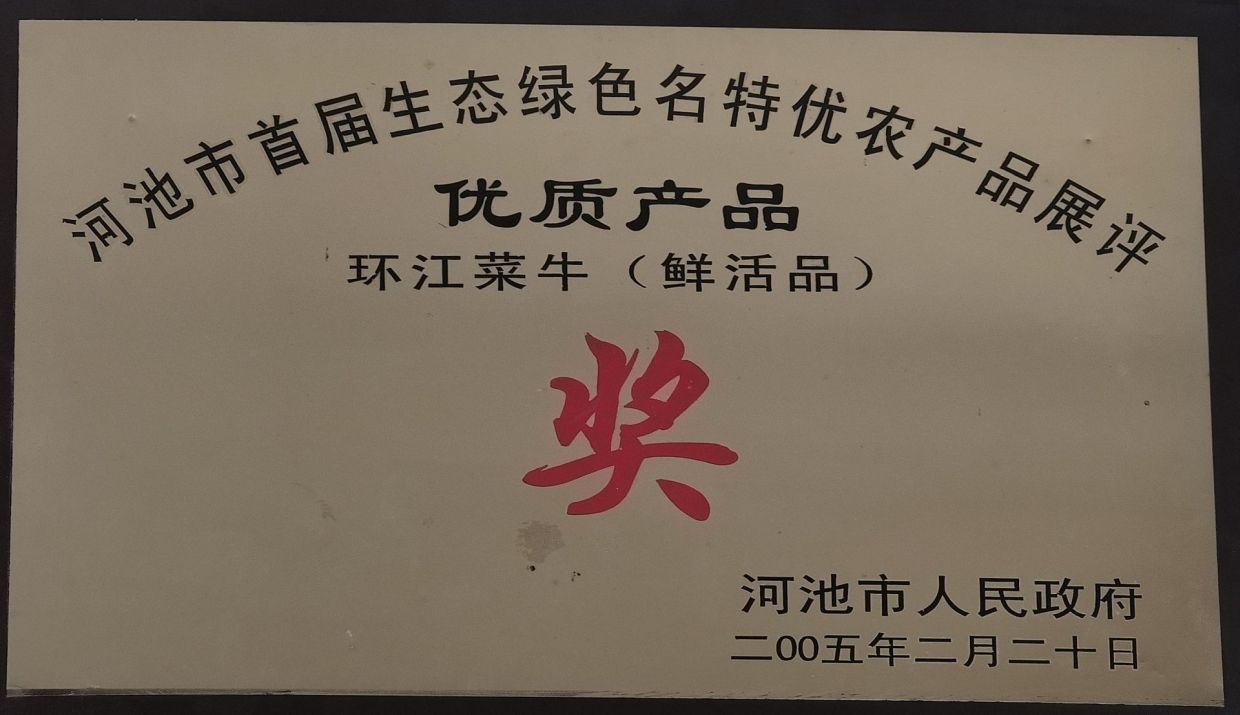 河池市首届生态绿色名特优农产品展评
优质产品
环江菜牛（鲜活品）
奖
河池市人民政府
二00五年二月二十日